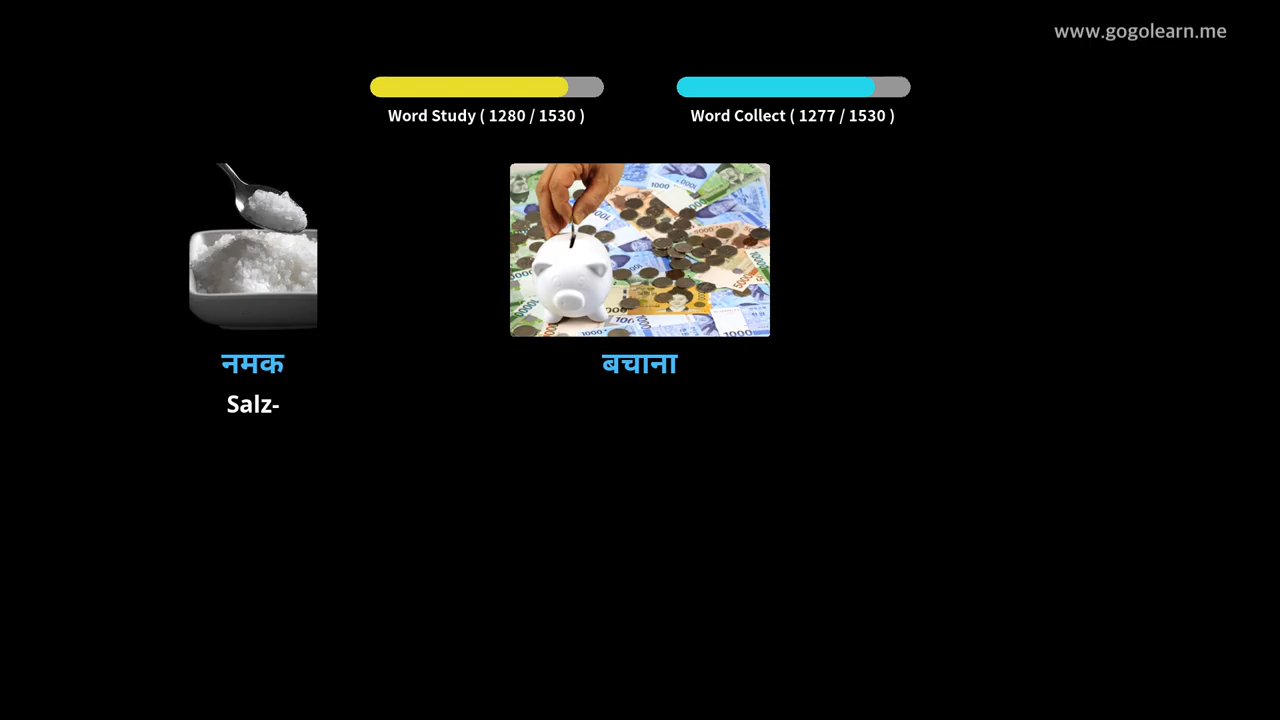 www.gogolearn.me
Word Study ( 1280 / 1530 )
Word Collect ( 1277 / 1530 )
नमक
Salz-
बचाना